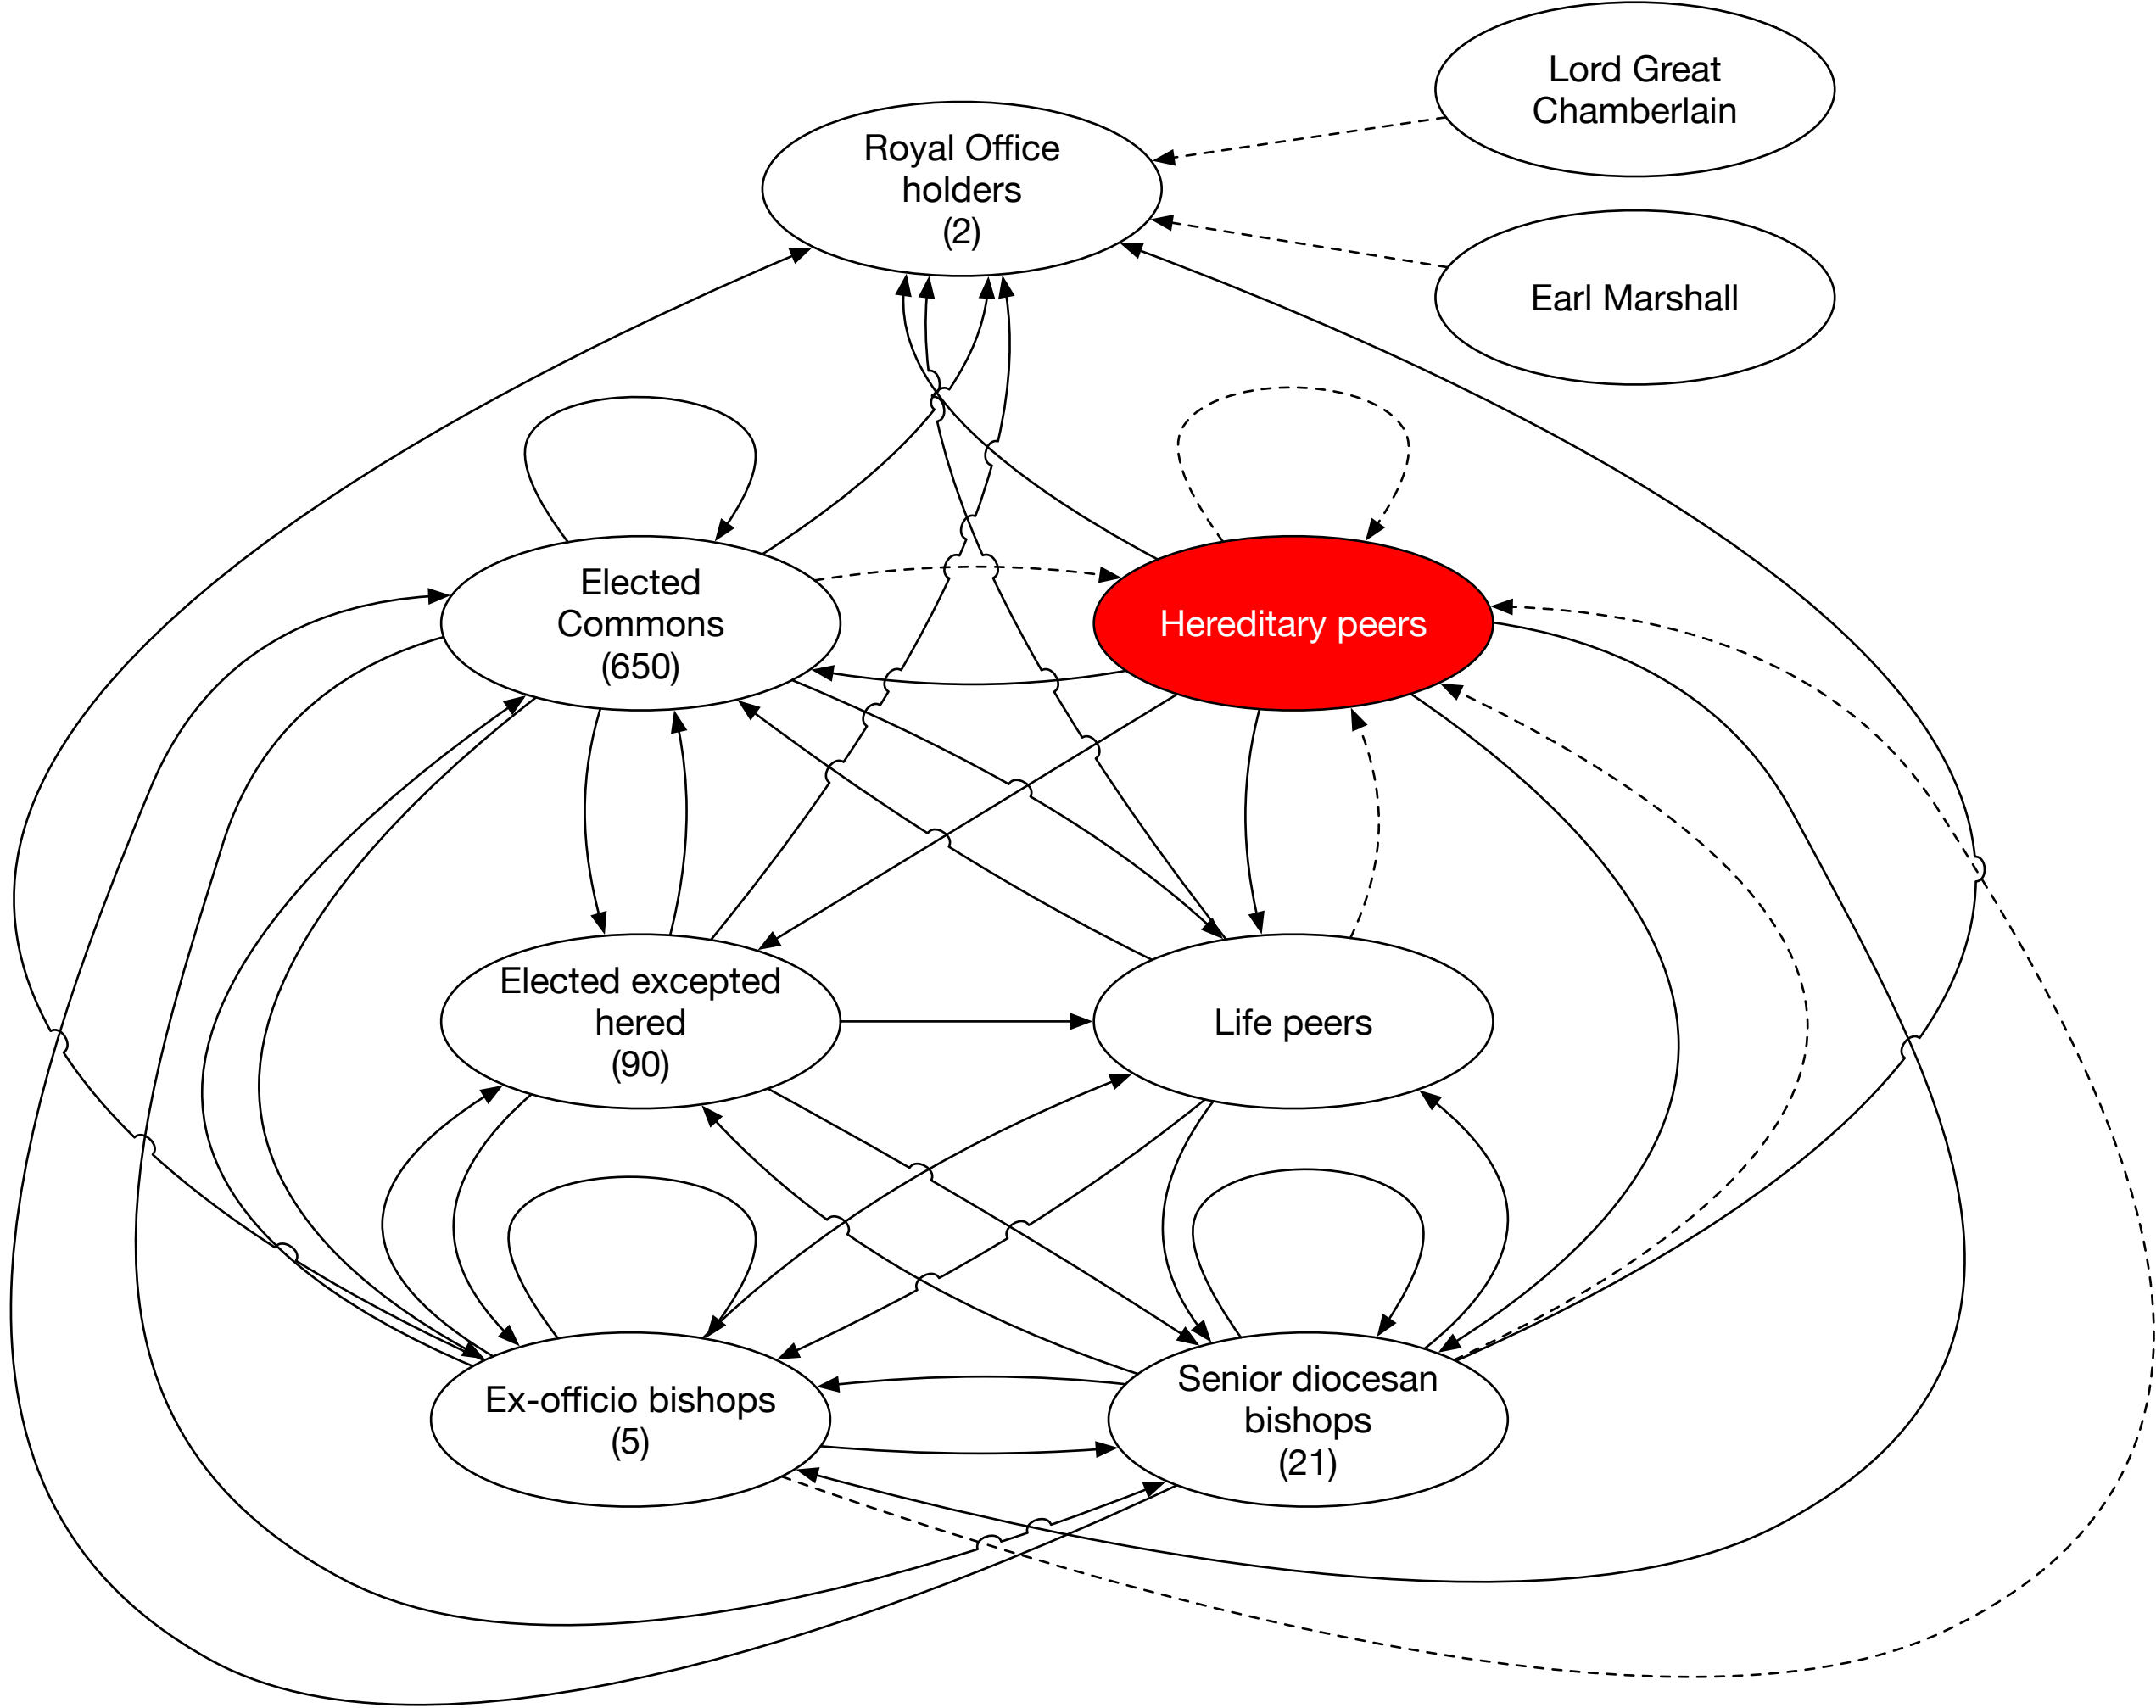 Lord Great
Chamberlain
Royal Office
holders
(2)
Earl Marshall
Elected
Commons
(650)
Hereditary peers
Elected excepted
hered
(90)
Life peers
Ex-officio bishops
(5)
Senior diocesan
bishops
(21)